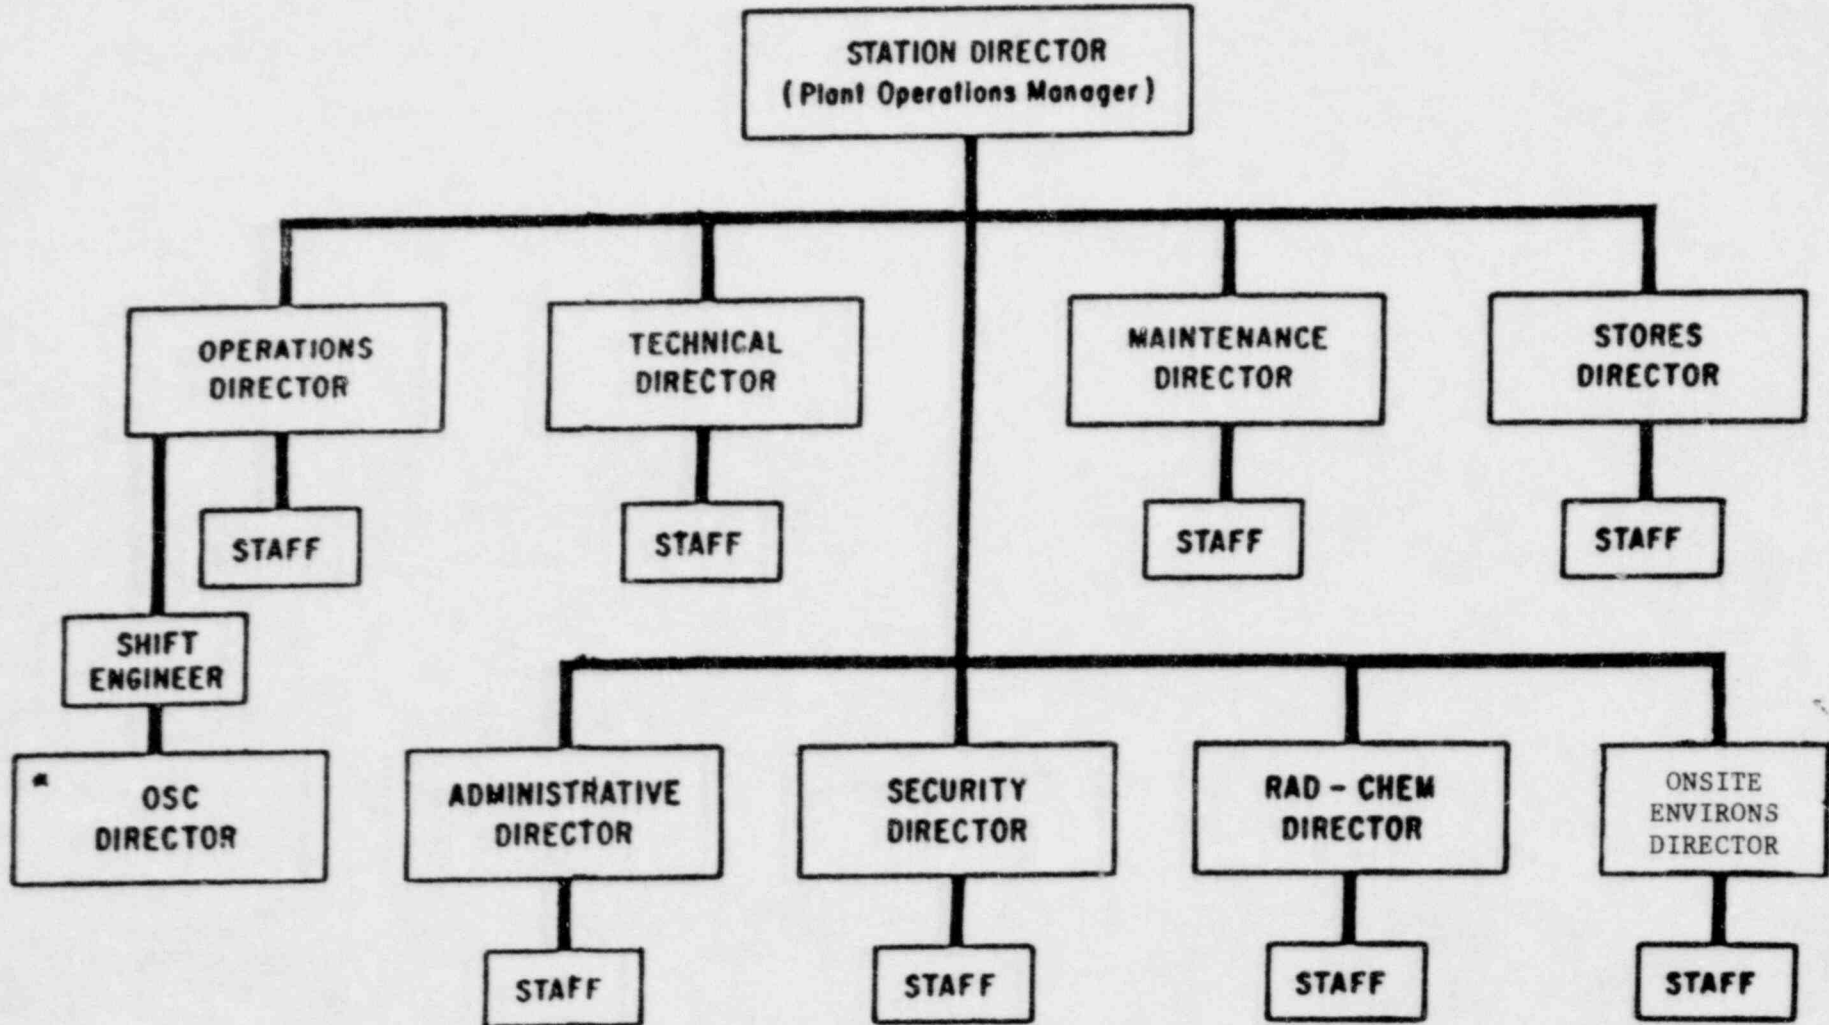 STATION DIRECTOR
(Plant Operations Manager)
OPERATIONS
DIRECTOR
TECHNICAL
DIRECTOR
MAINTENANCE
DIRECTOR
STORES
DIRECTOR
STAFF
STAFF
STAFF
STAFF
SHIFT
ENGINEER
* OSC
DIRECTOR
ADMINISTRATIVE
DIRECTOR
SECURITY
DIRECTOR
RAD - CHEM
DIRECTOR
ONSITE
ENVIRONS
DIRECTOR
STAFF
STAFF
STAFF
STAFF